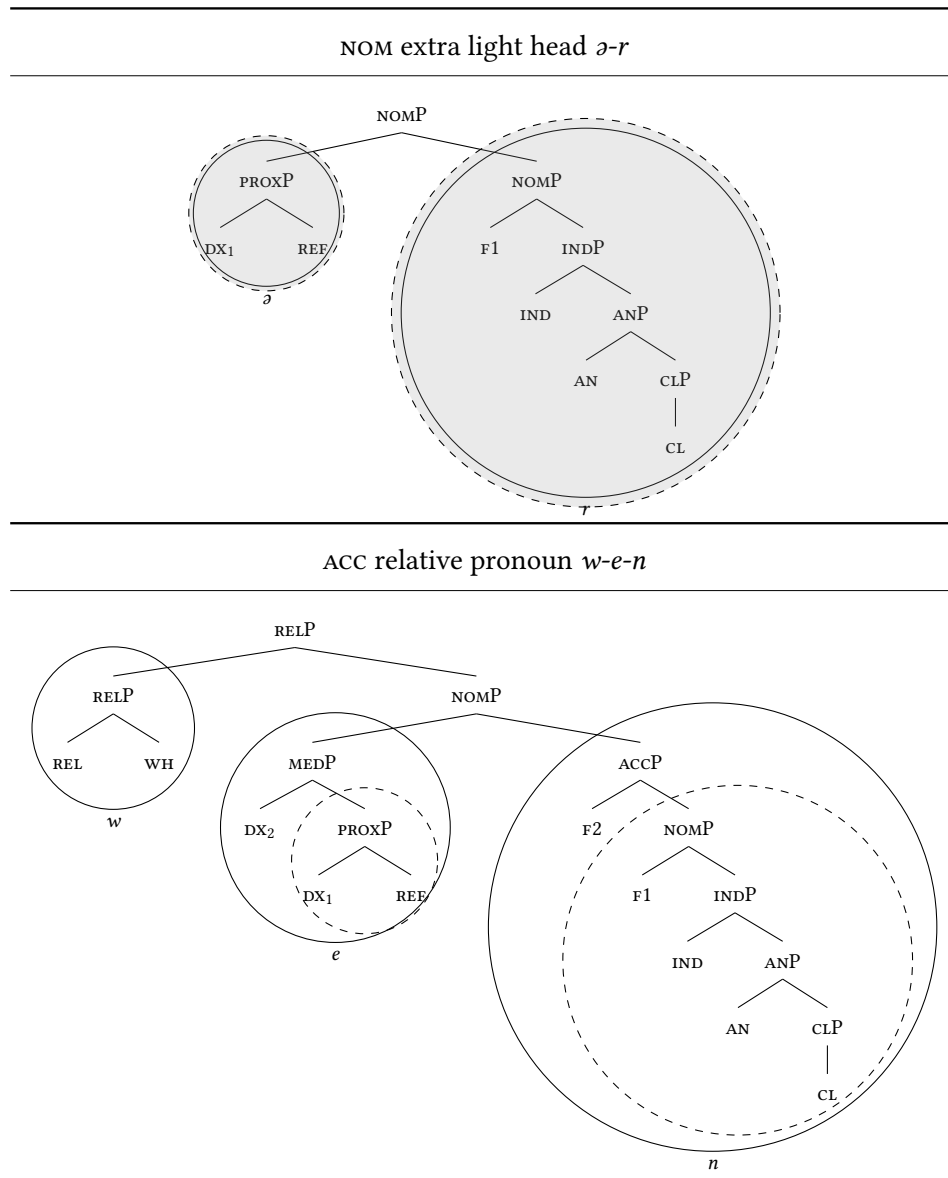 NOM extra light head ə-r
NOMP
PROXP NOMP
DX1 REF F1 INDP
ə
IND ANP
AN CLP
CL
r
ACC relative pronoun w-e-n
RELP
RELP NOMP
REL WH MEDP ACCP
w
DX2 PROXP F2 NOMP
DX1 REF F1 INDP
e
IND ANP
AN CLP
CL
n